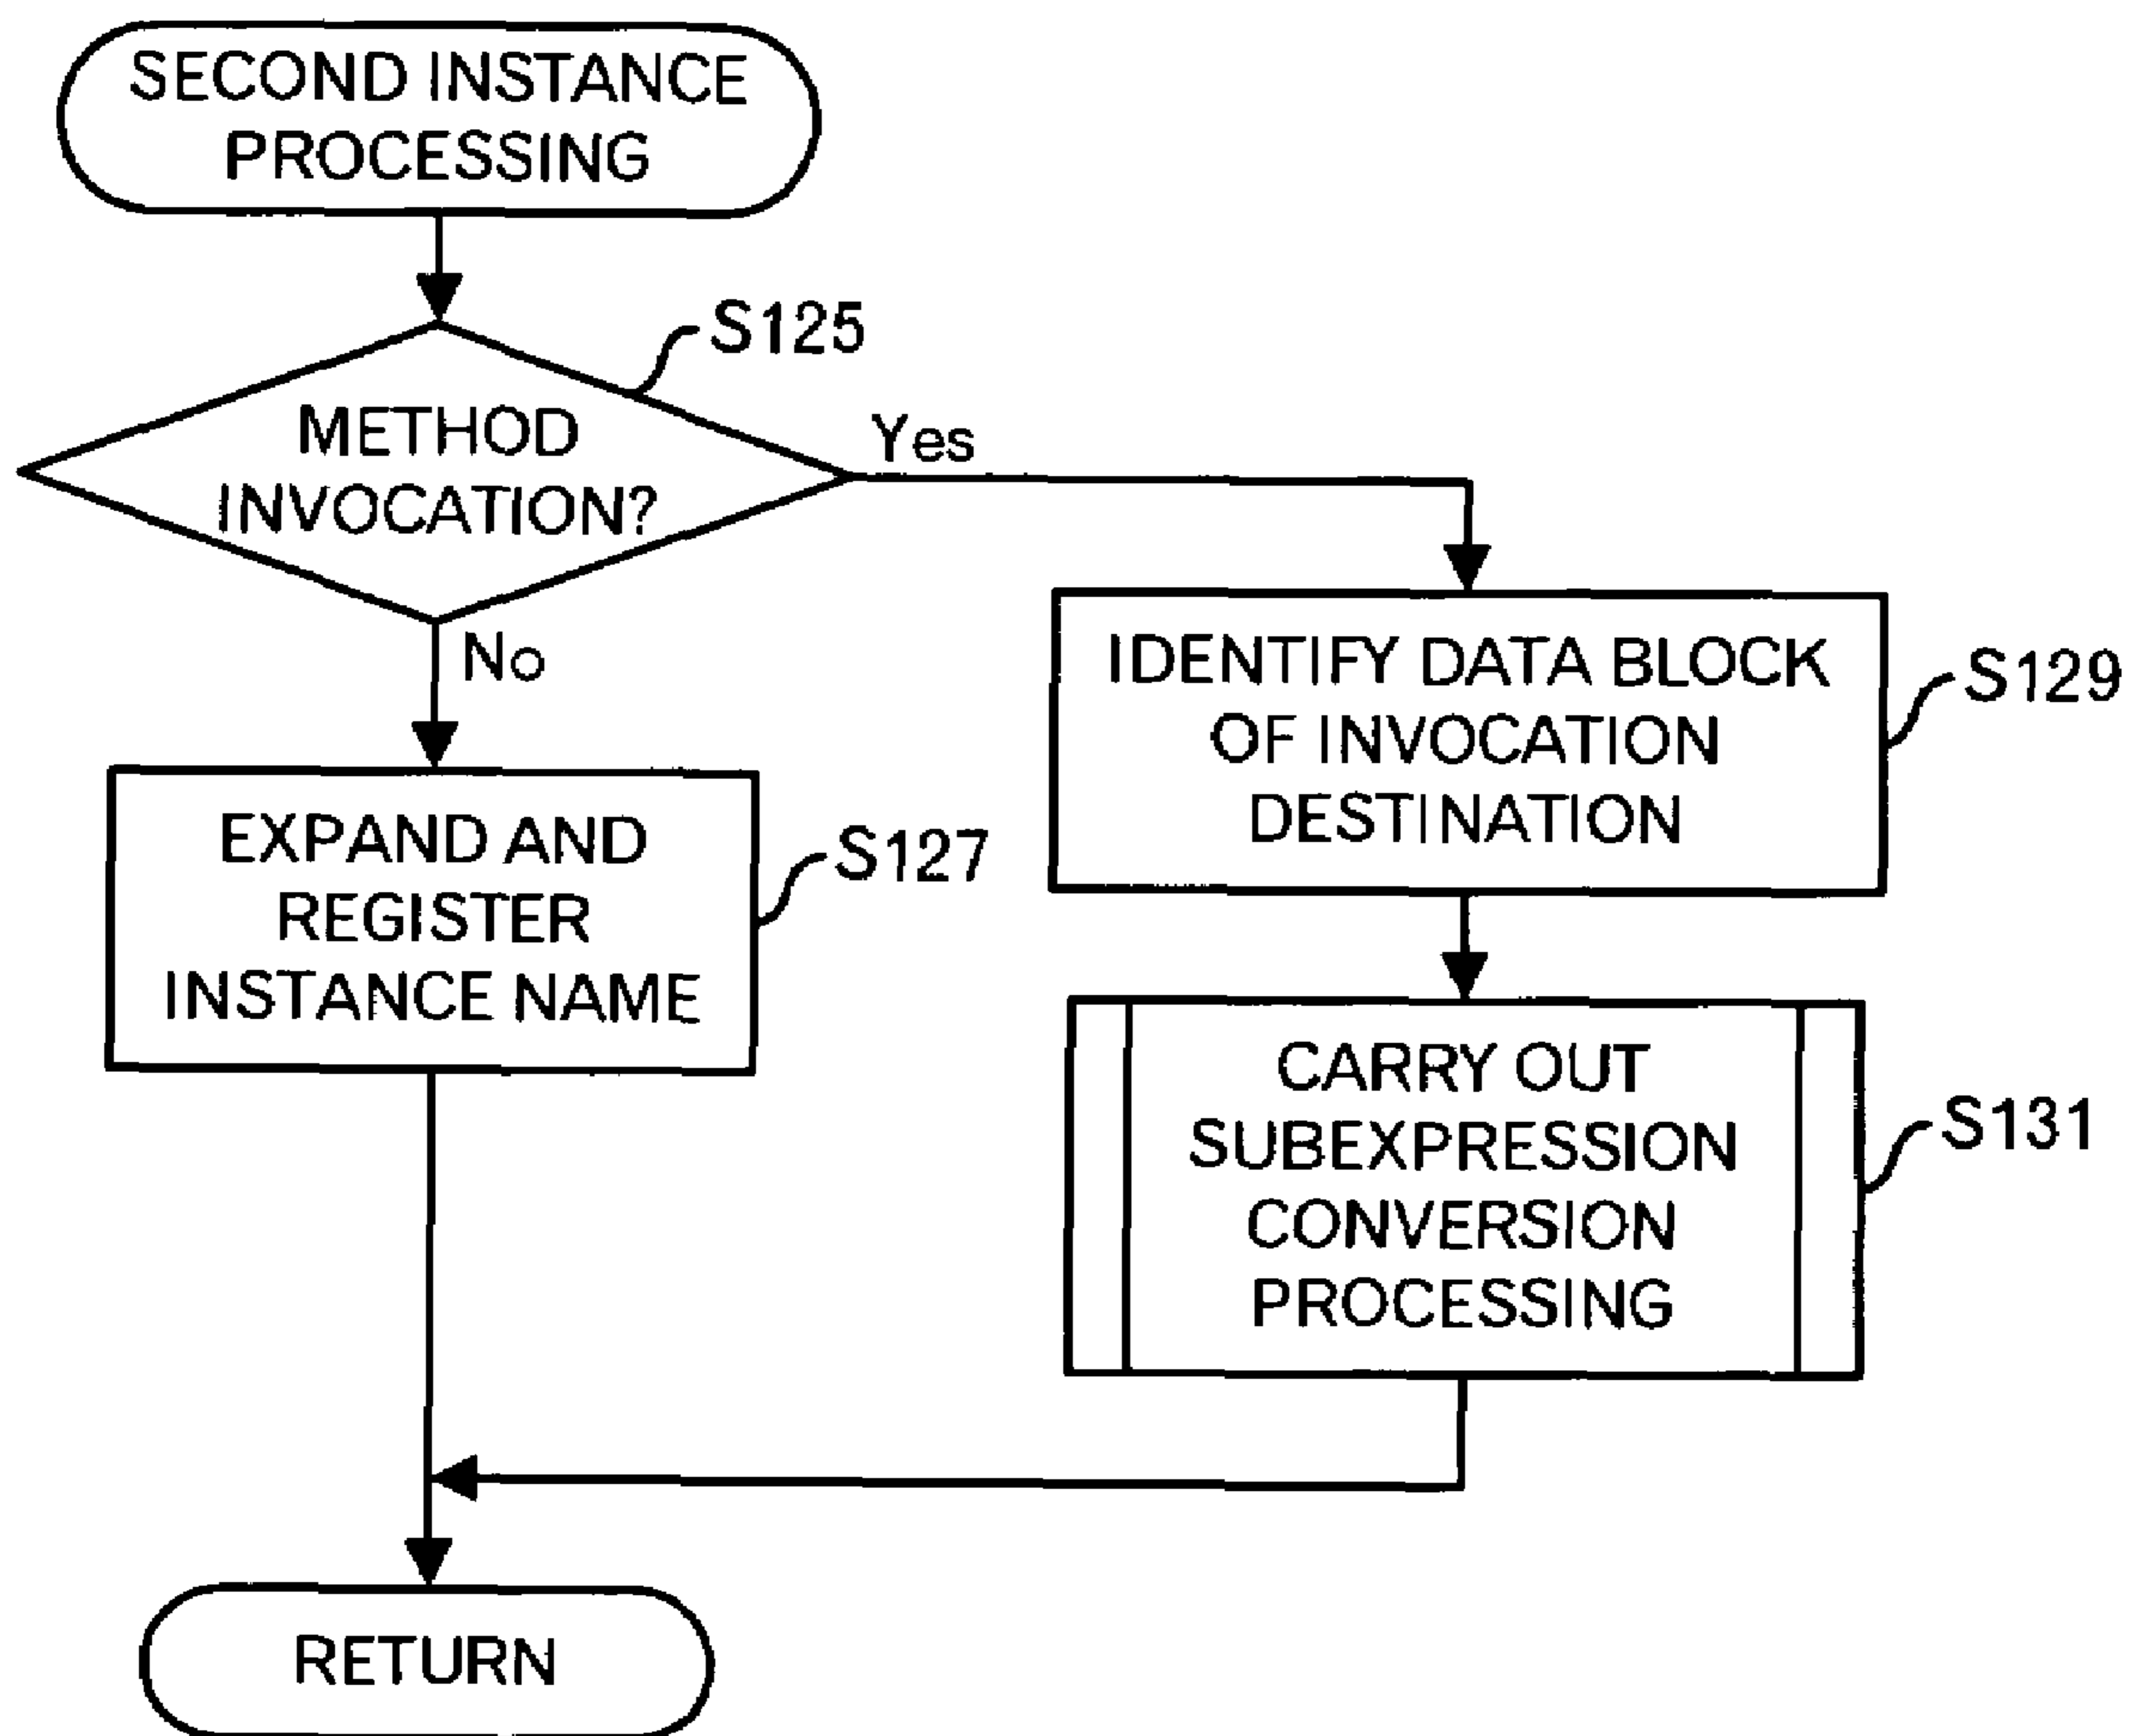 SECOND INSTANCE
PROCESSING
S125
METHOD
INVOCATION?
Yes
No
IDENTIFY DATA BLOCK
OF INVOCATION
DESTINATION
S129
EXPAND AND
REGISTER
INSTANCE NAME
S127
CARRY OUT
SUBEXPRESSION
CONVERSION
PROCESSING
S131
RETURN